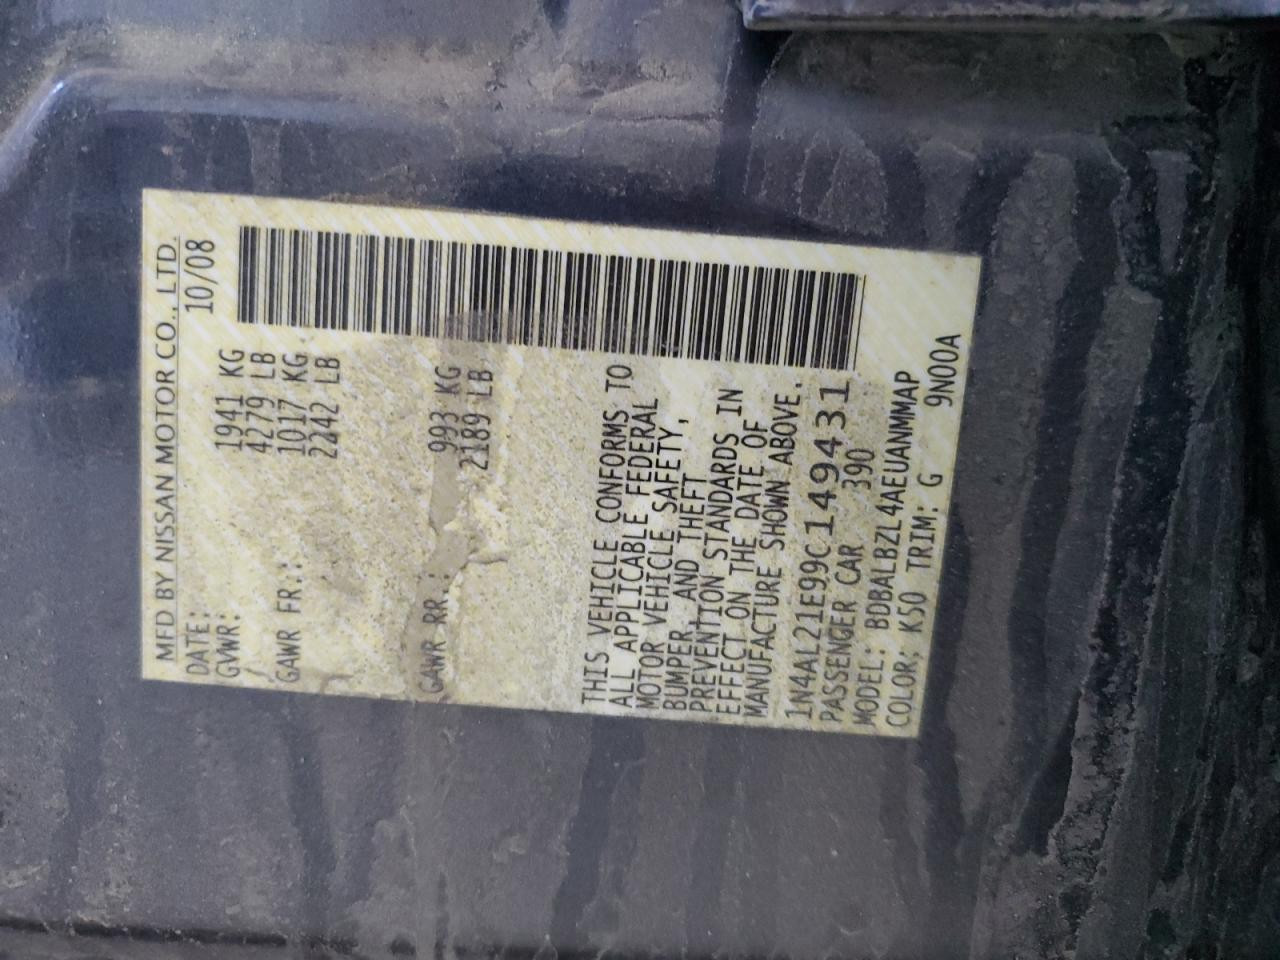 MFD BY NISSAN MOTOR CO., LTD.
DATE: 10/08
GVWR: 1941 KG
/ 4279 LB
GAWR FR.: 1017 KG
2242 LB
GAWR RR.: 993 KG
2189 LB
THIS VEHICLE CONFORMS TO
ALL APPLICABLE FEDERAL
MOTOR VEHICLE SAFETY,
BUMPER, AND THEFT
PREVENTION STANDARDS IN
EFFECT ON THE DATE OF
MANUFACTURE SHOWN ABOVE.
1N4AL21E99C149431
PASSENGER CAR 390
MODEL: BDBALBZL4AEUANMMAP
COLOR: K50 TRIM: G 9N00A